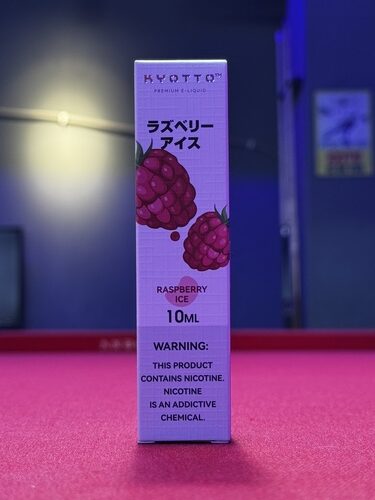 KYOTTO™
PREMIUM E-LIQUID
ラズベリー
アイス
RASPBERRY
ICE
10ML
WARNING:
THIS PRODUCT
CONTAINS NICOTINE.
NICOTINE
IS AN ADDICTIVE
CHEMICAL.